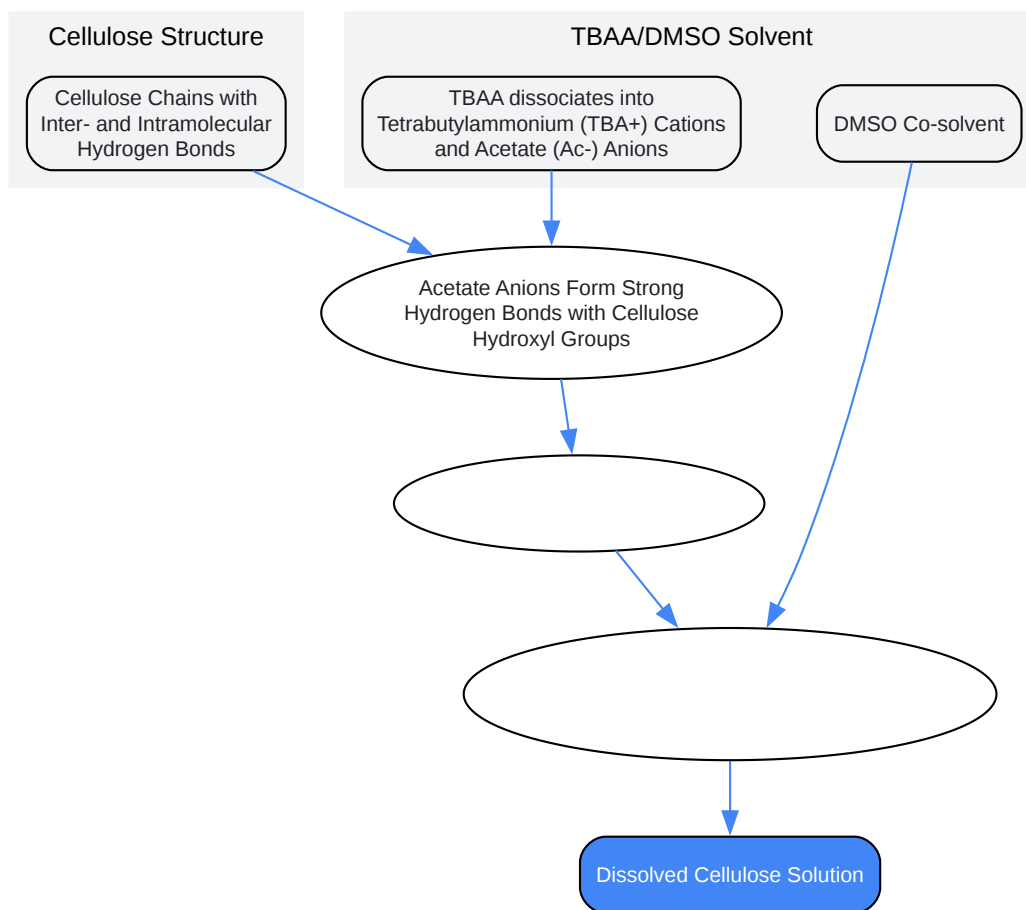 Cellulose Structure
TBAA/DMSO Solvent
Cellulose Chains with
Inter- and Intramolecular
Hydrogen Bonds
TBAA dissociates into
Tetrabutylammonium (TBA+) Cations
and Acetate (Ac-) Anions
DMSO Co-solvent
Acetate Anions Form Strong
Hydrogen Bonds with Cellulose
Hydroxyl Groups
Dissolved Cellulose Solution